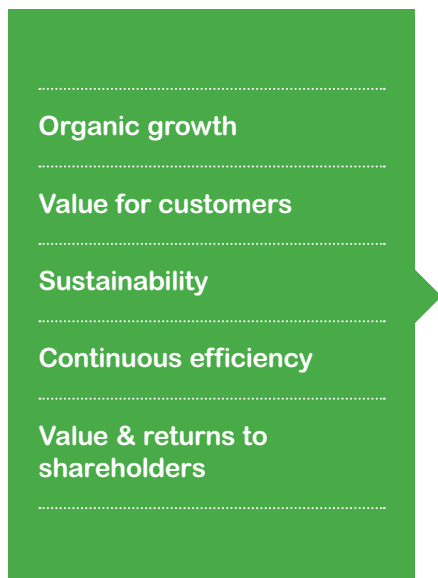 Organic growth
Value for customers
Sustainability
Continuous efficiency
Value & returns to
shareholders